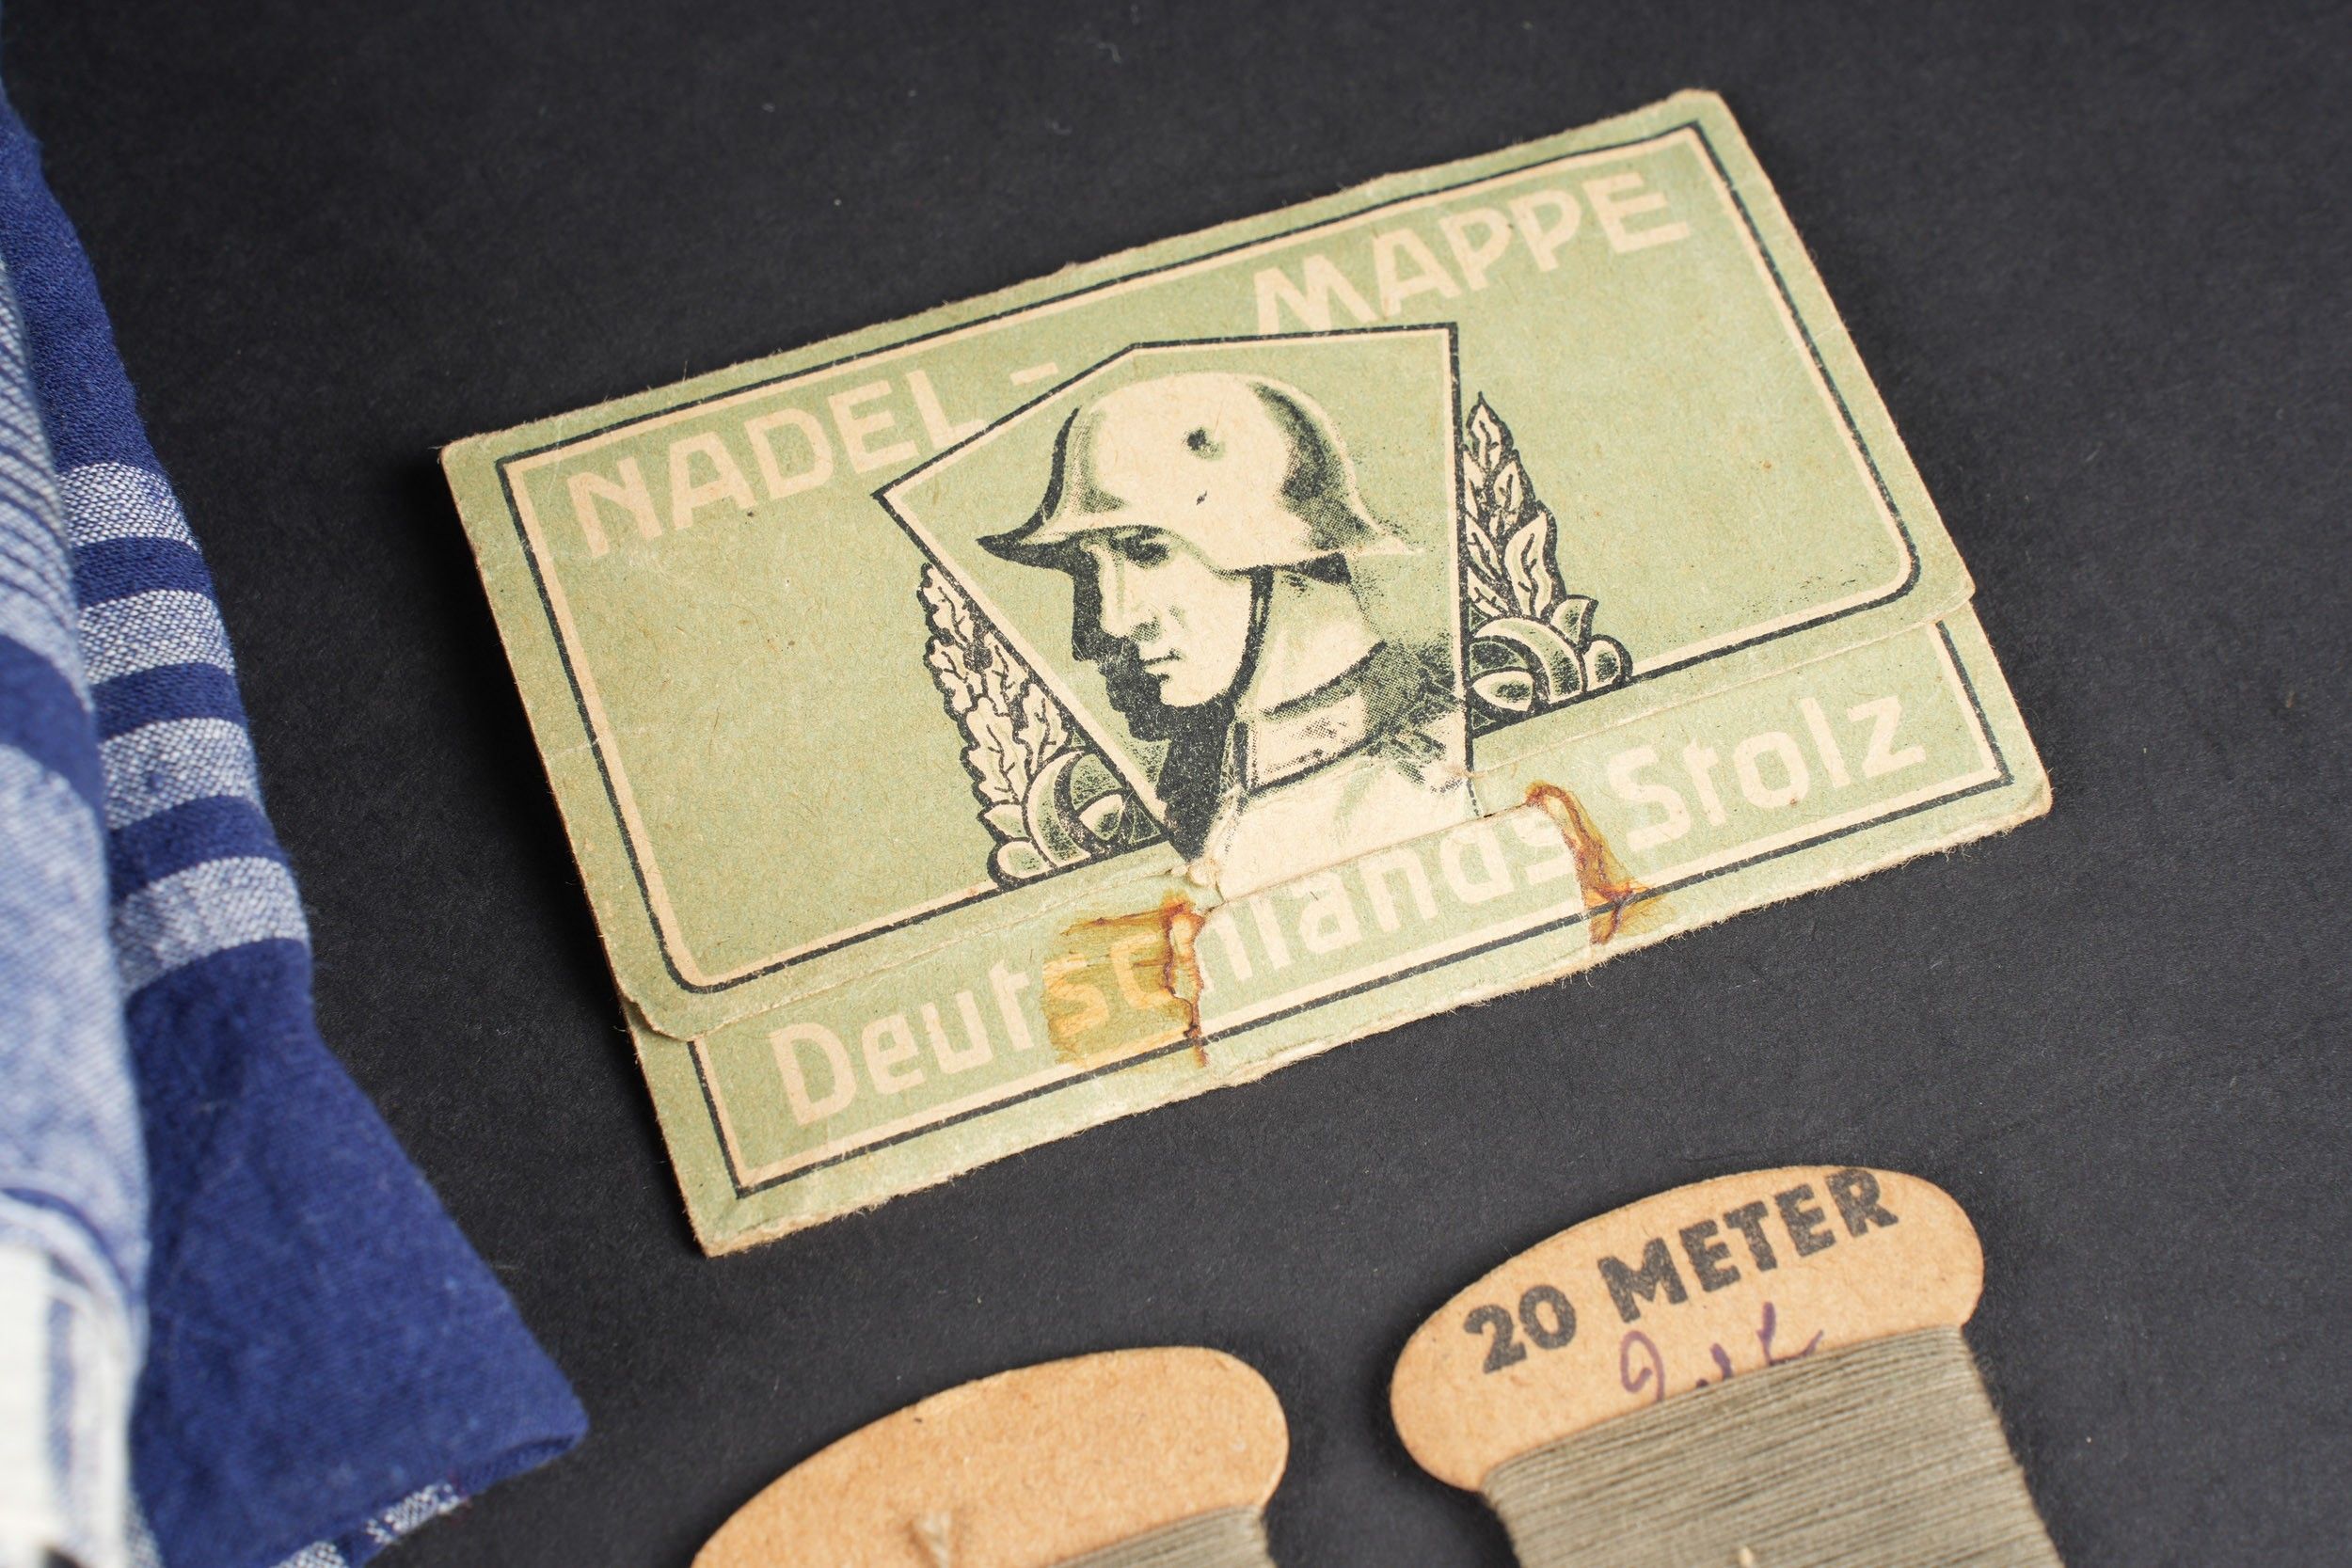 NADEL - MAPPE
Deutschlands Stolz
20 METER